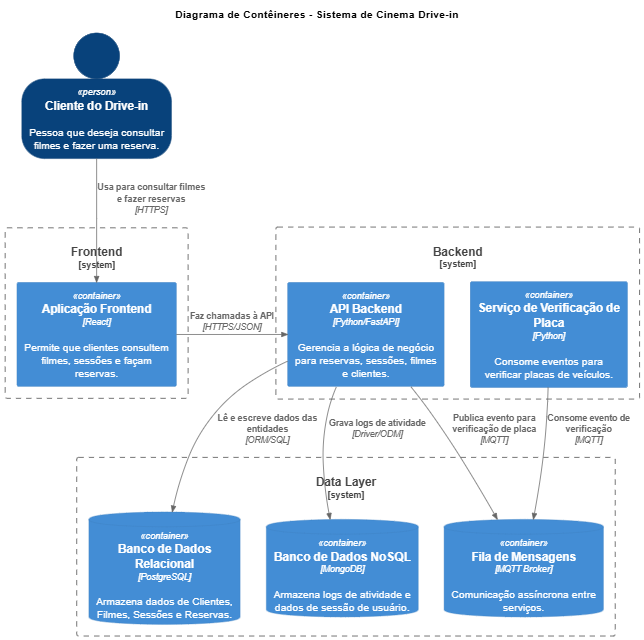 Diagrama de Contêineres - Sistema de Cinema Drive-in
«person»
Cliente do Drive-in
Pessoa que deseja consultar
filmes e fazer uma reserva.
Usa para consultar filmes
e fazer reservas
[HTTPS]
Frontend
[system]
«container»
Aplicação Frontend
[React]
Permite que clientes consultem
filmes, sessões e façam
reservas.
Faz chamadas à API
[HTTPS/JSON]
Backend
[system]
«container»
API Backend
[Python/FastAPI]
Gerencia a lógica de negócio
para reservas, sessões, filmes
e clientes.
«container»
Serviço de Verificação de
Placa
[Python]
Consome eventos para
verificar placas de veículos.
Lê e escreve dados das
entidades
[ORM/SQL]
Grava logs de atividade
[Driver/ODM]
Publica evento para
verificação de placa
[MQTT]
Consome evento de
verificação
[MQTT]
Data Layer
[system]
«container»
Banco de Dados
Relacional
[PostgreSQL]
Armazena dados de Clientes,
Filmes, Sessões e Reservas.
«container»
Banco de Dados NoSQL
[MongoDB]
Armazena logs de atividade e
dados de sessão de usuário.
«container»
Fila de Mensagens
[MQTT Broker]
Comunicação assíncrona entre
serviços.